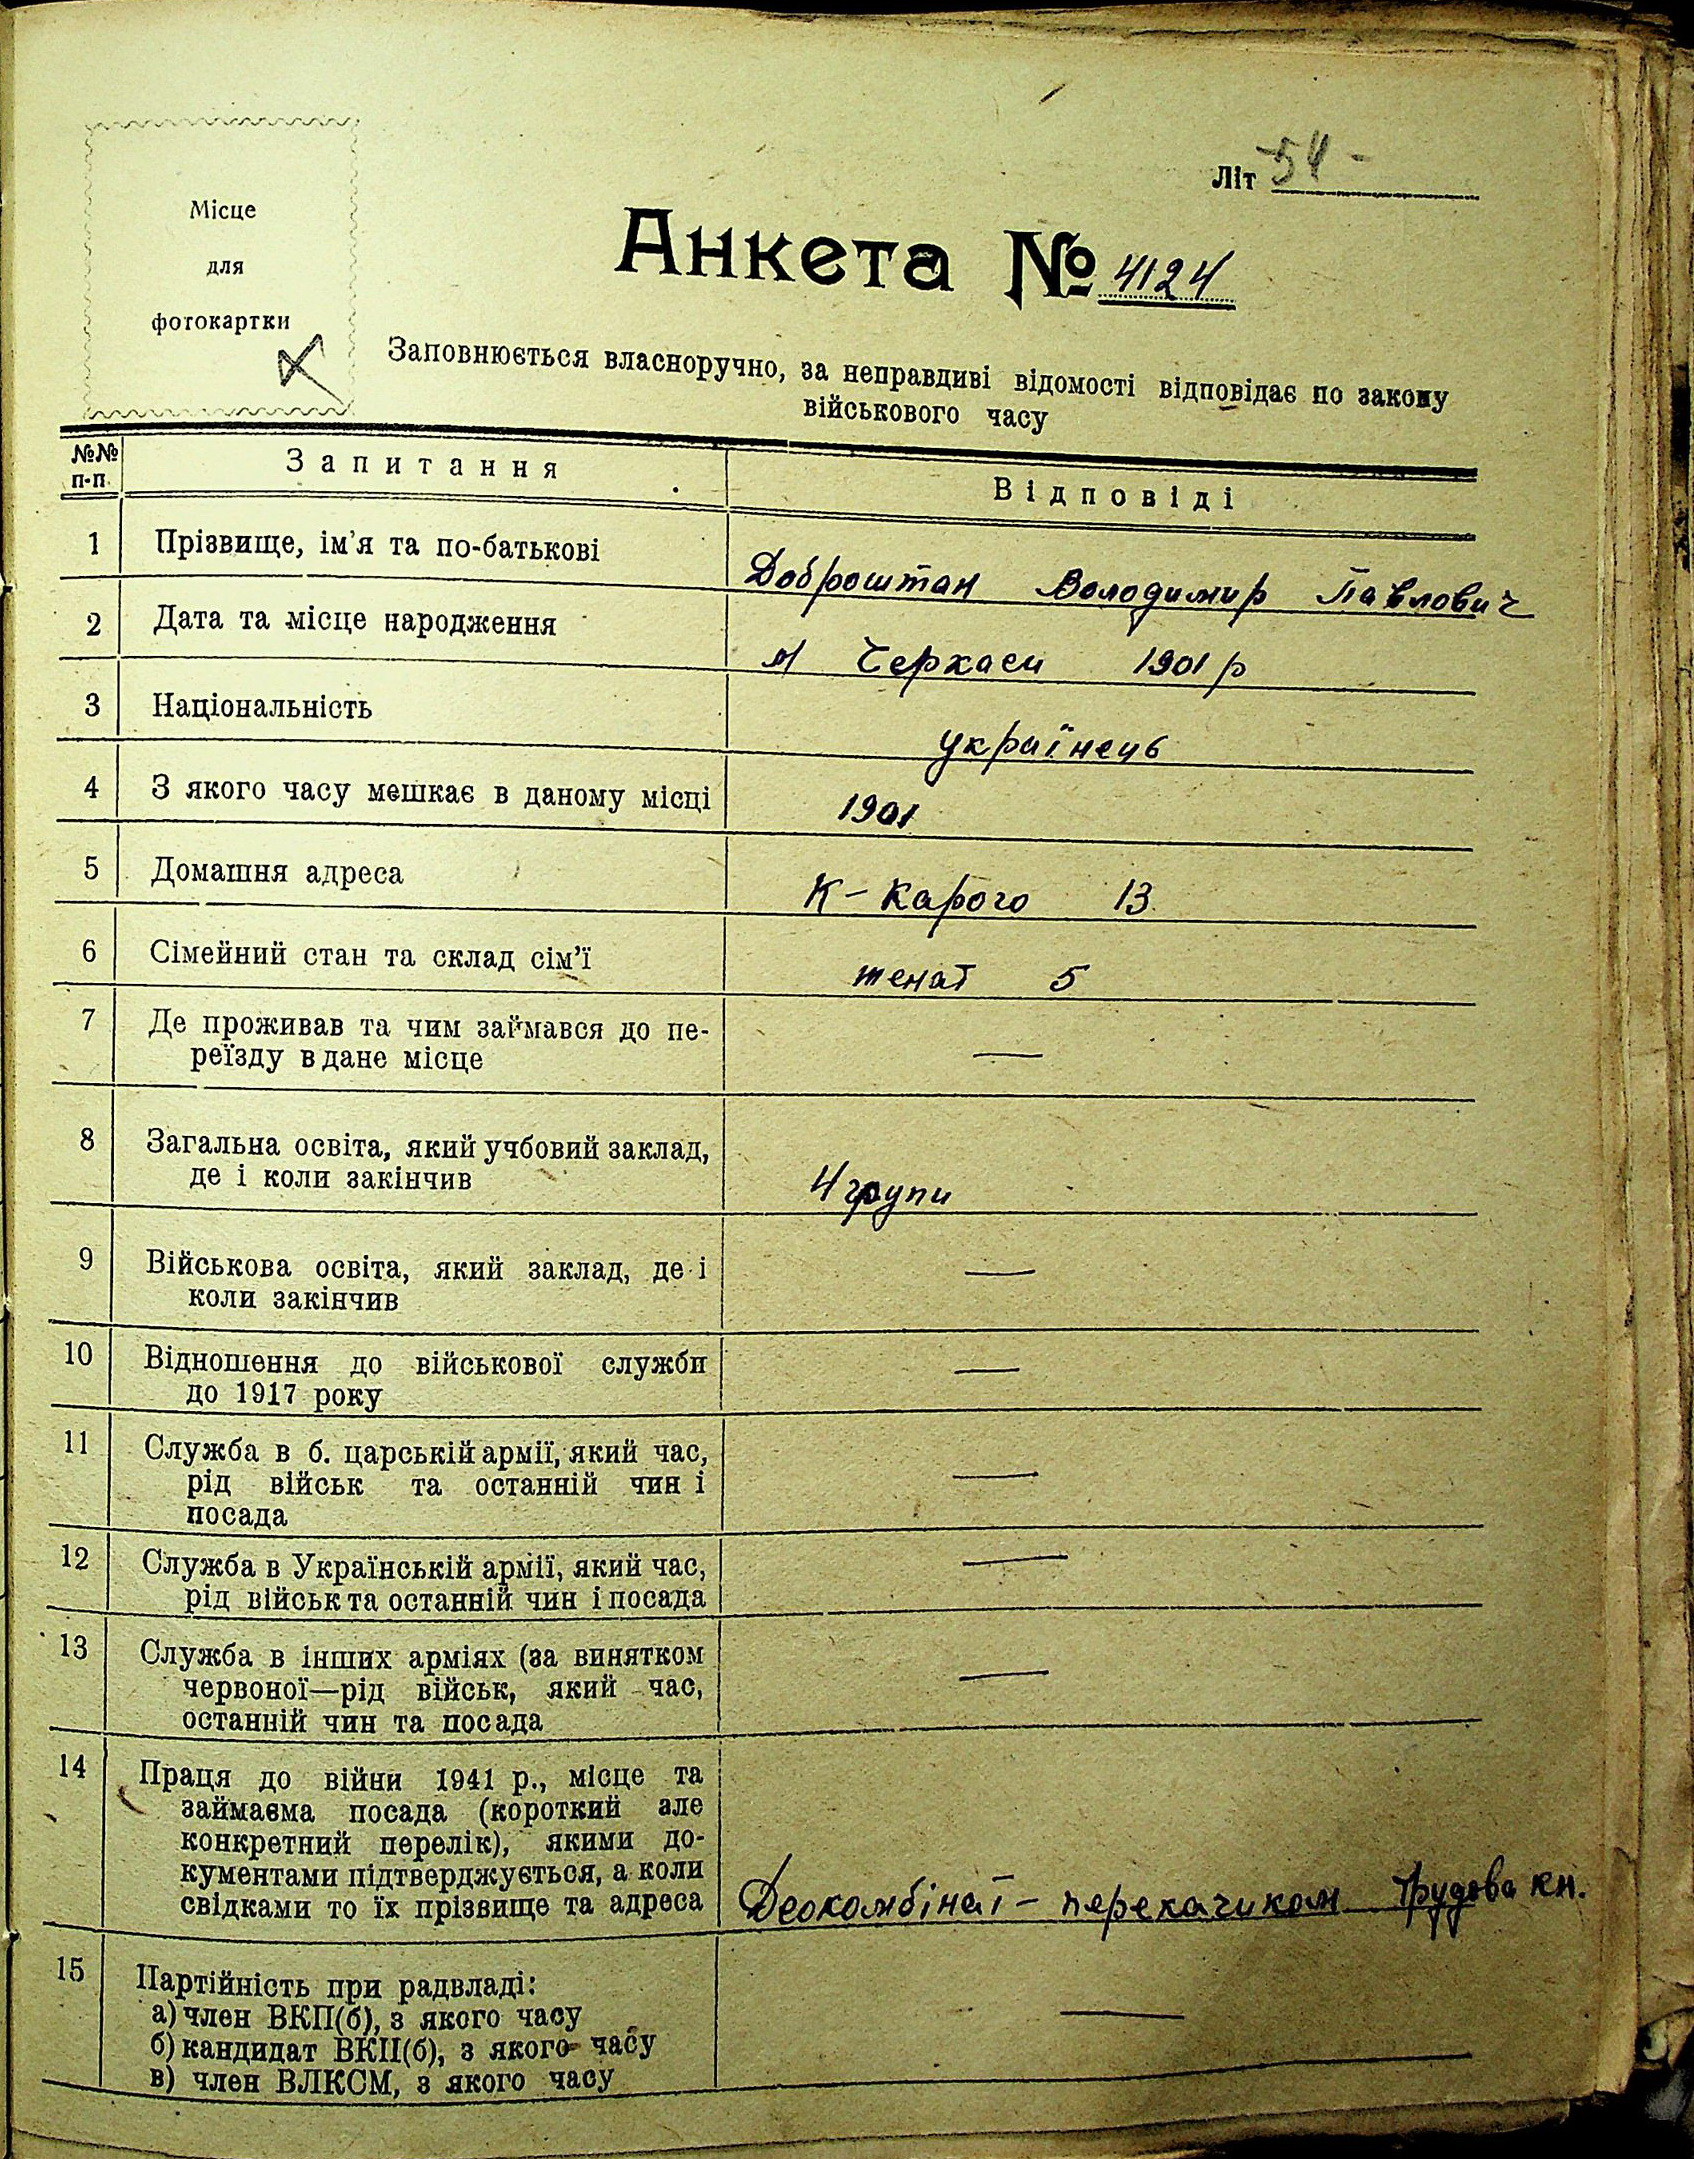 Місце
для
фотокартки
Літ 54 -
Анкета № 4124
Заповнюється власноручно, за неправдиві відомості відповідає по закону
військового часу
№№ п-п. Запитання Відповіді
1 Прізвище, ім'я та по-батькові Доброштан Володимир Павлович
2 Дата та місце народження м Черкаси 1901 р
3 Національність українець
4 З якого часу мешкає в даному місці 1901
5 Домашня адреса К-Карого 13
6 Сімейний стан та склад сім'ї женат 5
7 Де проживав та чим займався до пе-
реїзду в дане місце —
8 Загальна освіта, який учбовий заклад,
де і коли закінчив 4 групи
9 Військова освіта, який заклад, де і
коли закінчив —
10 Відношення до військової служби
до 1917 року —
11 Служба в б. царській армії, який час,
рід військ та останній чин і
посада —
12 Служба в Українській армії, який час,
рід військ та останній чин і посада —
13 Служба в інших арміях (за винятком
червоної—рід військ, який час,
останній чин та посада —
14 Праця до війни 1941 р., місце та
займаєма посада (короткий але
конкретний перелік), якими до-
кументами підтверджується, а коли
свідками то їх прізвище та адреса Деокомбінат - перекачиком Трудова кн.
15 Партійність при радвладі:
а) член ВКП(б), з якого часу —
б) кандидат ВКП(б), з якого часу
в) член ВЛКСМ, з якого часу